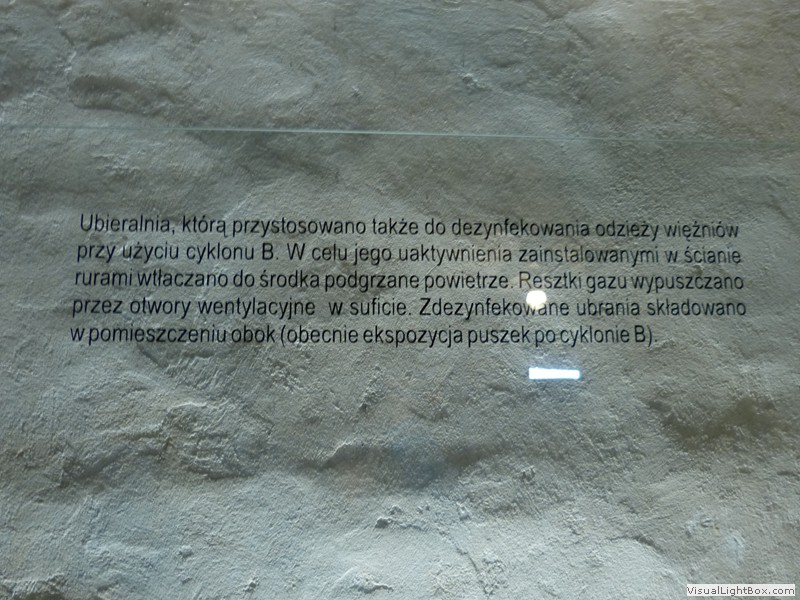 Ubieralnia, którą przystosowano także do dezynfekowania odzieży więźniów
przy użyciu cyklonu B. W celu jego uaktywnienia zainstalowanymi w ścianie
rurami wtłaczano do środka podgrzane powietrze. Resztki gazu wypuszczano
przez otwory wentylacyjne w suficie. Zdezynfekowane ubrania składowano
w pomieszczeniu obok (obecnie ekspozycja puszek po cyklonie B).
VisualLightBox.com